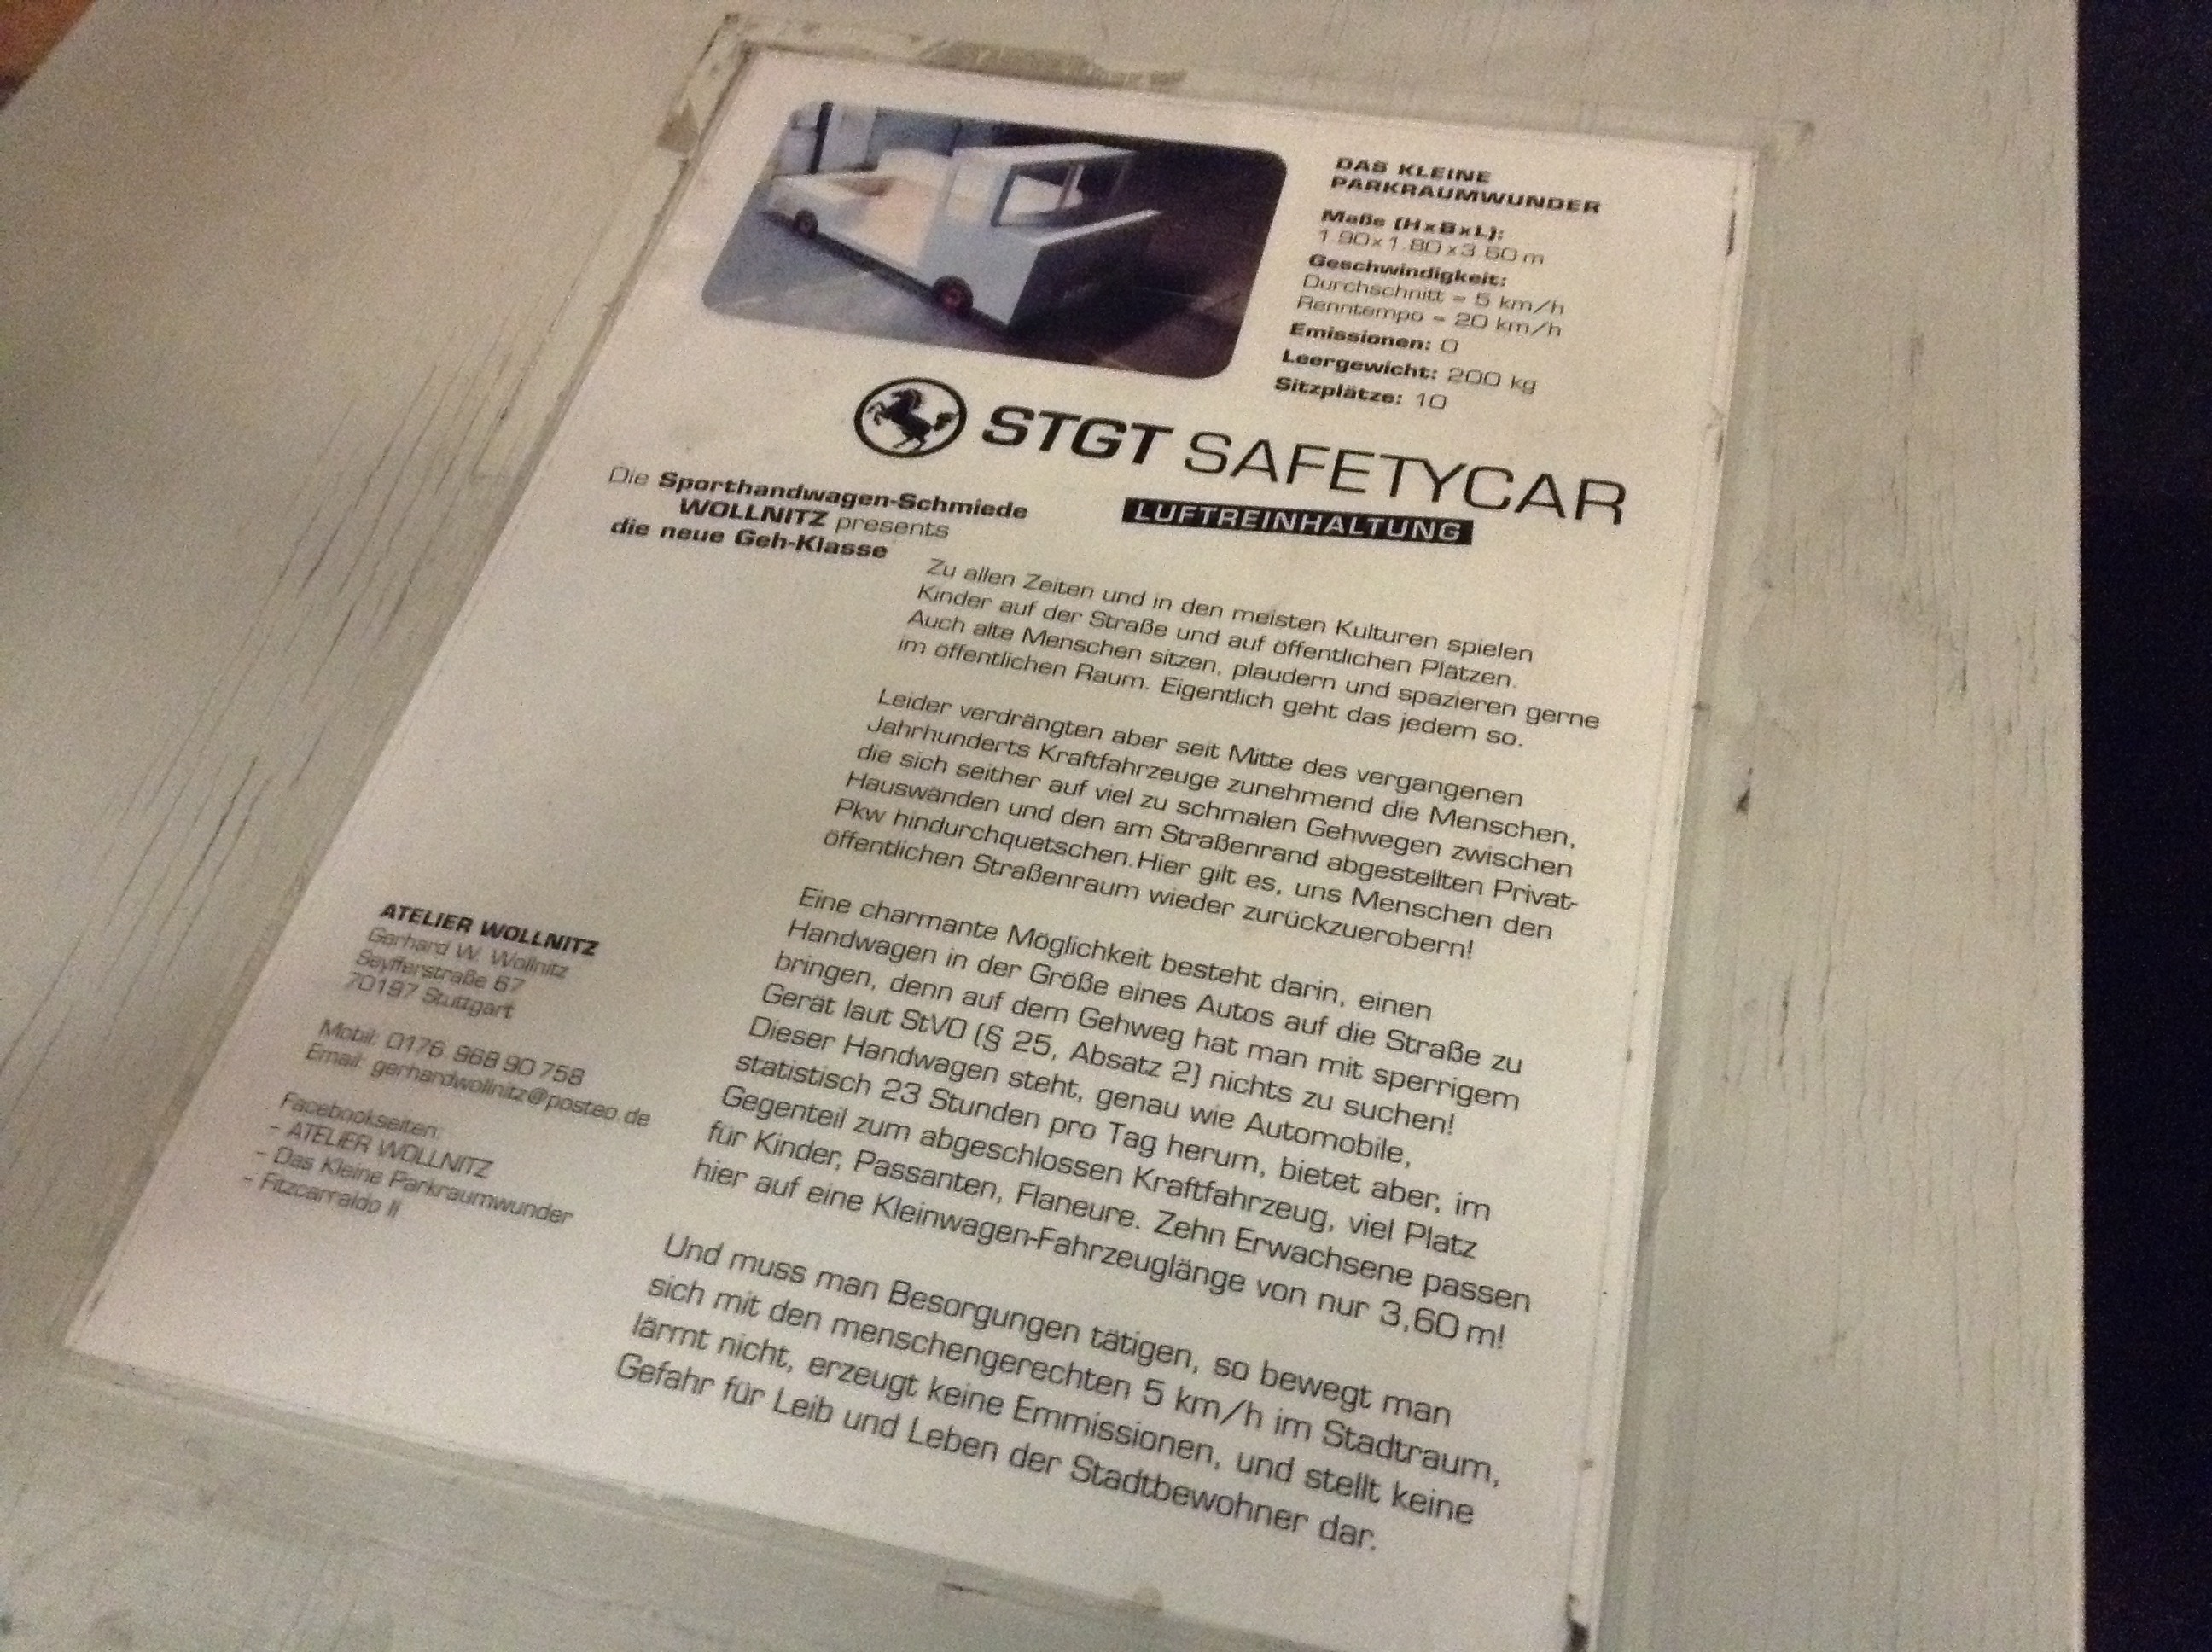 DAS KLEINE
PARKRAUMWUNDER
Maße (HxBxL):
1.90x1.80x3.60 m
Geschwindigkeit:
Durchschnitt = 5 km/h
Renntempo = 20 km/h
Emissionen: 0
Leergewicht: 200 kg
Sitzplätze: 10
STGT SAFETYCAR
LUFTREINHALTUNG
Die Sporthandwagen-Schmiede
WOLLNITZ presents
die neue Geh-Klasse
Zu allen Zeiten und in den meisten Kulturen spielen
Kinder auf der Straße und auf öffentlichen Plätzen.
Auch alte Menschen sitzen, plaudern und spazieren gerne
im öffentlichen Raum. Eigentlich geht das jedem so.
Leider verdrängten aber seit Mitte des vergangenen
Jahrhunderts Kraftfahrzeuge zunehmend die Menschen,
die sich seither auf viel zu schmalen Gehwegen zwischen
Hauswänden und den am Straßenrand abgestellten Privat-
Pkw hindurchquetschen.Hier gilt es, uns Menschen den
öffentlichen Straßenraum wieder zurückzuerobern!
Eine charmante Möglichkeit besteht darin, einen
Handwagen in der Größe eines Autos auf die Straße zu
bringen, denn auf dem Gehweg hat man mit sperrigem
Gerät laut StVO (§ 25, Absatz 2) nichts zu suchen!
Dieser Handwagen steht, genau wie Automobile,
statistisch 23 Stunden pro Tag herum, bietet aber, im
Gegenteil zum abgeschlossen Kraftfahrzeug, viel Platz
für Kinder, Passanten, Flaneure. Zehn Erwachsene passen
hier auf eine Kleinwagen-Fahrzeuglänge von nur 3,60 m!
Und muss man Besorgungen tätigen, so bewegt man
sich mit den menschengerechten 5 km/h im Stadtraum,
lärmt nicht, erzeugt keine Emmissionen, und stellt keine
Gefahr für Leib und Leben der Stadtbewohner dar.
ATELIER WOLLNITZ
Gerhard W. Wollnitz
Seyfferstraße 67
70197 Stuttgart
Mobil: 0176 968 90 758
Email: gerhardwollnitz@posteo.de
Facebookseiten:
- ATELIER WOLLNITZ
- Das Kleine Parkraumwunder
- Fitzcarraldo II